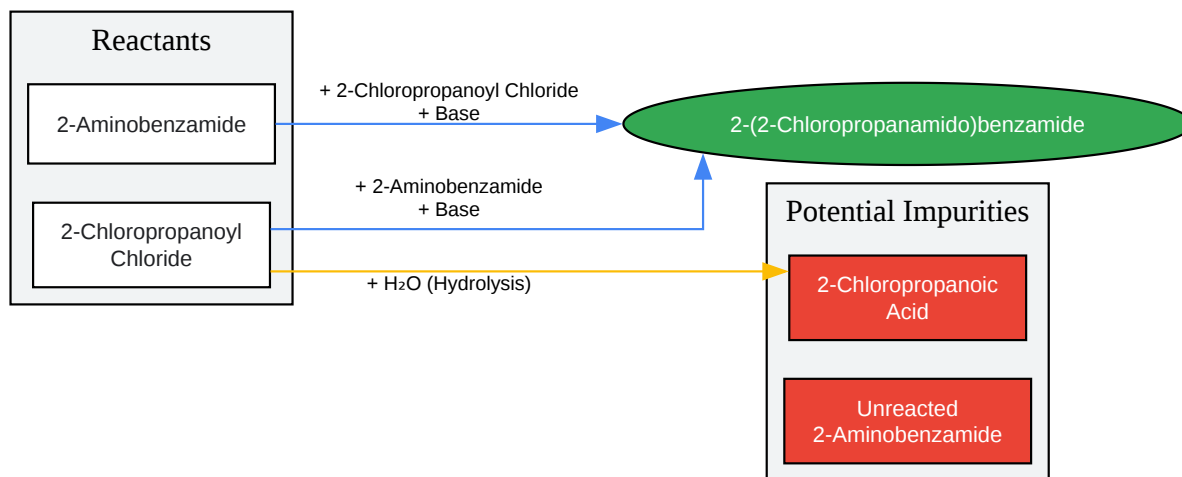 Reactants
2-Aminobenzamide
+ 2-Chloropropanoyl Chloride
+ Base
2-(2-Chloropropanamido)benzamide
2-Chloropropanoyl
Chloride
+ 2-Aminobenzamide
+ Base
+ H₂O (Hydrolysis)
Potential Impurities
2-Chloropropanoic
Acid
Unreacted
2-Aminobenzamide